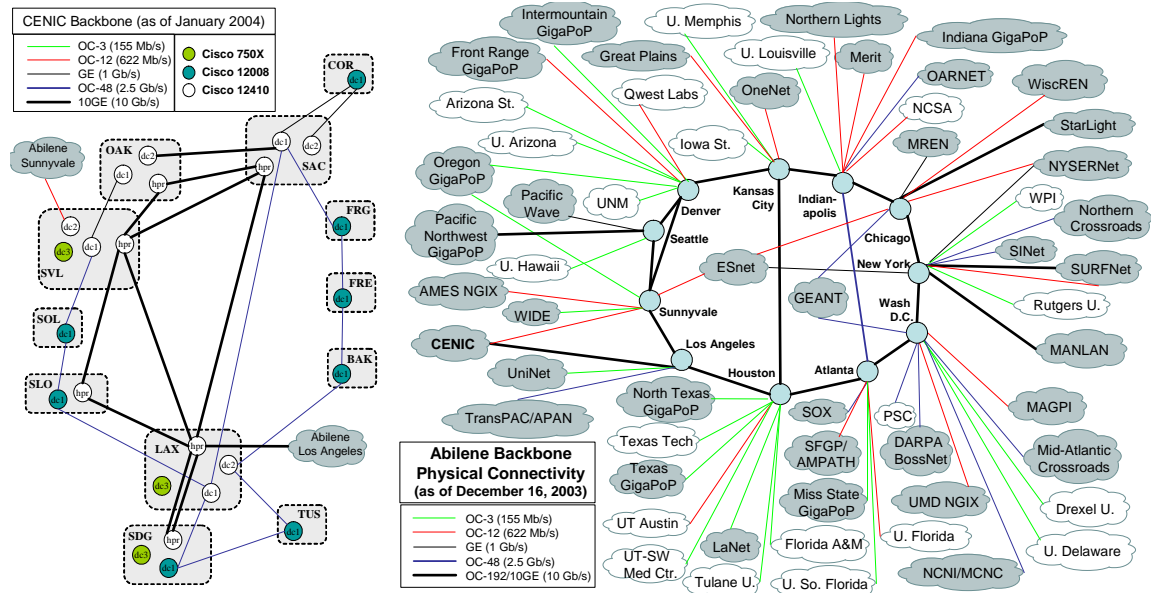 CENIC Backbone (as of January 2004)
OC-3 (155 Mb/s)
OC-12 (622 Mb/s)
GE (1 Gb/s)
OC-48 (2.5 Gb/s)
10GE (10 Gb/s)
Cisco 750X
Cisco 12008
Cisco 12410
COR
dc1
Abilene
Sunnyvale
OAK
dc2
dc1
hpr
dc1
dc2
hpr
SAC
dc2
dc3
dc1
hpr
SVL
FRG
dc1
FRE
dc1
SOL
dc1
BAK
dc1
SLO
dc1
hpr
LAX
hpr
dc2
dc3
dc1
Abilene
Los Angeles
TUS
dc1
SDG
hpr
dc3
dc1
Intermountain
GigaPoP
U. Memphis
Northern Lights
Indiana GigaPoP
Front Range
GigaPoP
Great Plains
U. Louisville
Merit
OARNET
WiscREN
Qwest Labs
OneNet
NCSA
Arizona St.
StarLight
U. Arizona
Iowa St.
MREN
NYSERNet
Oregon
GigaPoP
Pacific
Wave
UNM
Denver
Kansas
City
Indian-
apolis
WPI
Northern
Crossroads
Pacific
Northwest
GigaPoP
Seattle
Chicago
SINet
U. Hawaii
ESnet
New York
SURFNet
AMES NGIX
GEANT
Rutgers U.
WIDE
Sunnyvale
Wash
D.C.
CENIC
Los Angeles
MANLAN
UniNet
Houston
Atlanta
TransPAC/APAN
North Texas
GigaPoP
SOX
PSC
MAGPI
Texas Tech
SFGP/
AMPATH
DARPA
BossNet
Mid-Atlantic
Crossroads
Texas
GigaPoP
Miss State
GigaPoP
UMD NGIX
Drexel U.
UT Austin
LaNet
Florida A&M
U. Florida
U. Delaware
UT-SW
Med Ctr.
Tulane U.
U. So. Florida
NCNI/MCNC
Abilene Backbone
Physical Connectivity
(as of December 16, 2003)
OC-3 (155 Mb/s)
OC-12 (622 Mb/s)
GE (1 Gb/s)
OC-48 (2.5 Gb/s)
OC-192/10GE (10 Gb/s)